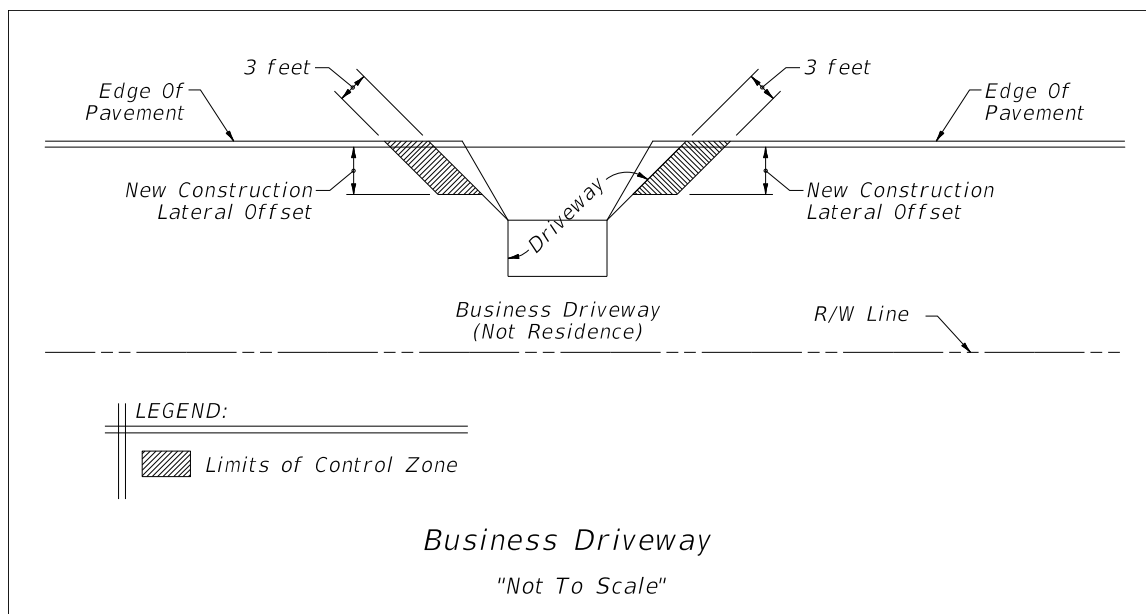 3 feet
3 feet
Edge Of
Pavement
Edge Of
Pavement
New Construction
Lateral Offset
Driveway
New Construction
Lateral Offset
Business Driveway
(Not Residence)
R/W Line
LEGEND:
Limits of Control Zone
Business Driveway
"Not To Scale"